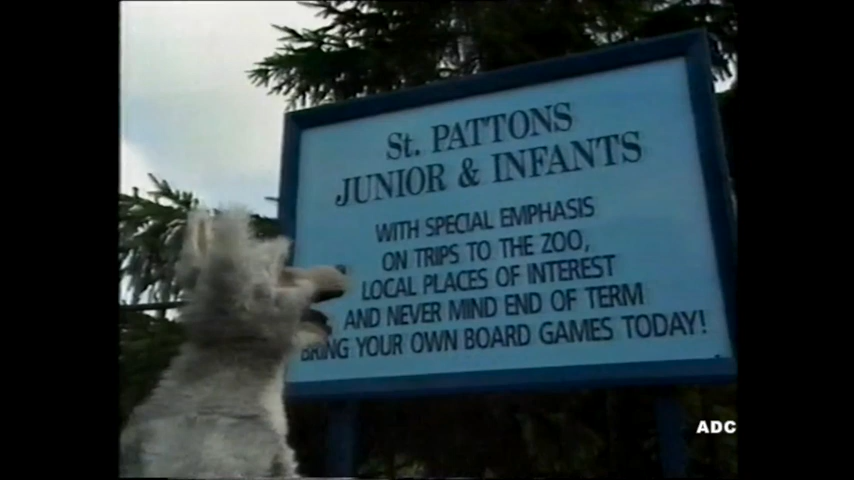 St. PATTONS
JUNIOR & INFANTS
WITH SPECIAL EMPHASIS
ON TRIPS TO THE ZOO,
LOCAL PLACES OF INTEREST
AND NEVER MIND END OF TERM
BRING YOUR OWN BOARD GAMES TODAY!
ADC